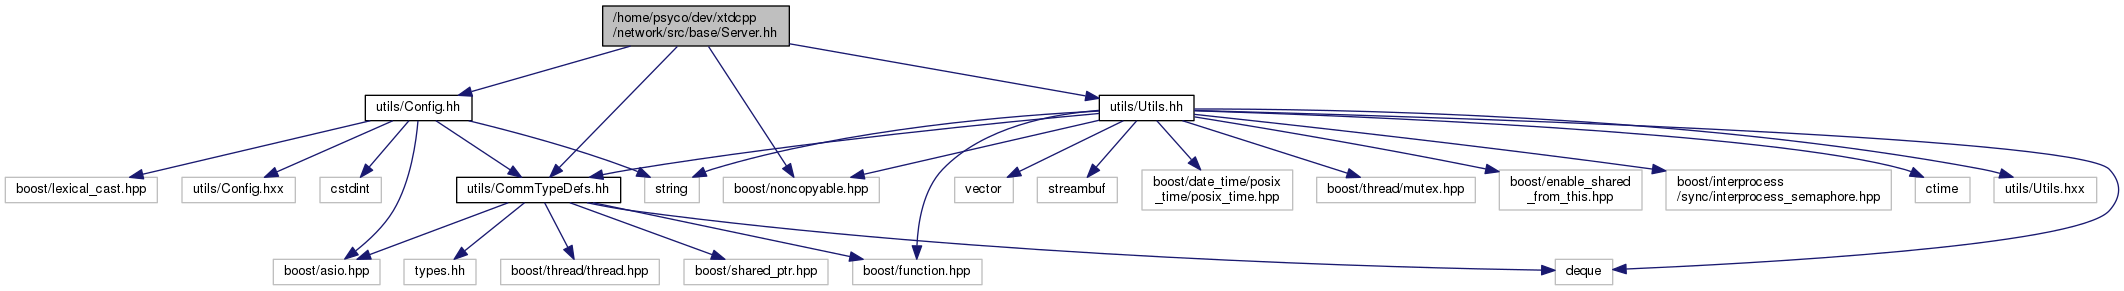 /home/psyco/dev/xtdcpp
/network/src/base/Server.hh
utils/Config.hh
utils/Utils.hh
boost/lexical_cast.hpp
utils/Config.hxx
cstdint
utils/CommTypeDefs.hh
string
boost/noncopyable.hpp
vector
streambuf
boost/date_time/posix
_time/posix_time.hpp
boost/thread/mutex.hpp
boost/enable_shared
_from_this.hpp
boost/interprocess
/sync/interprocess_semaphore.hpp
ctime
utils/Utils.hxx
boost/asio.hpp
types.hh
boost/thread/thread.hpp
boost/shared_ptr.hpp
boost/function.hpp
deque